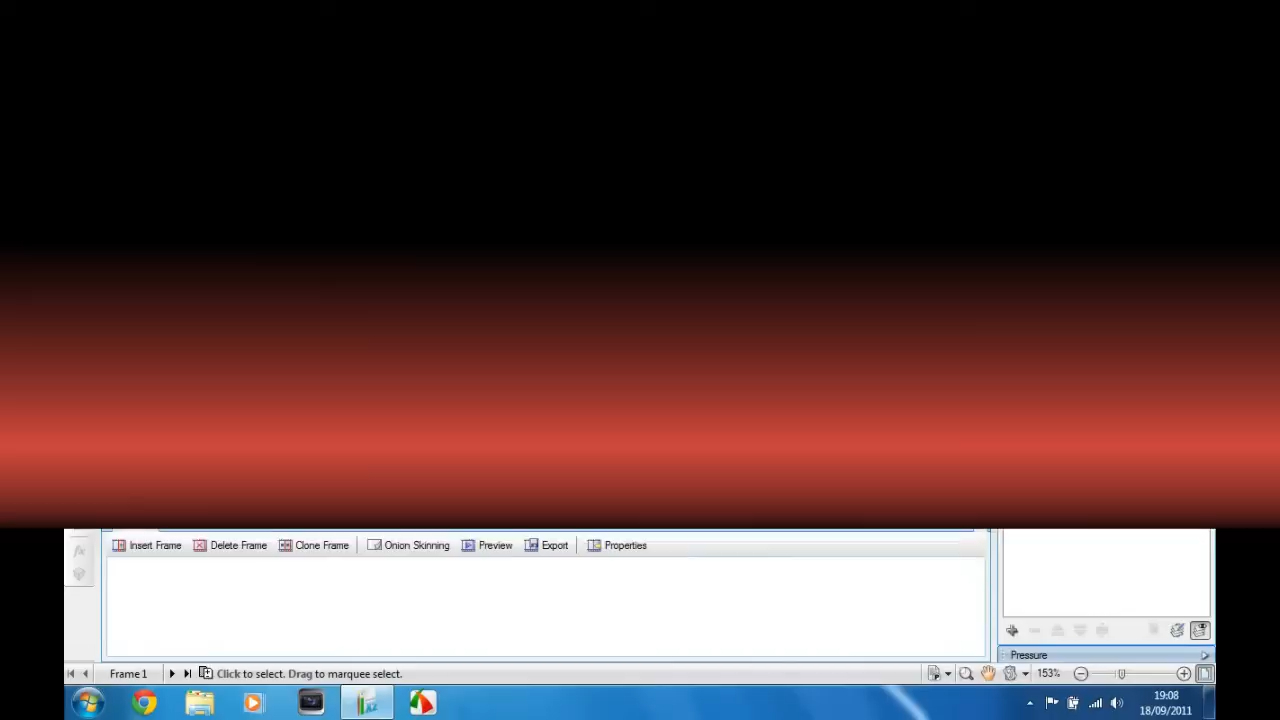 Insert Frame Delete Frame Clone Frame Onion Skinning Preview Export Properties
Pressure
Frame 1 Click to select. Drag to marquee select. 153%
19:08
18/09/2011